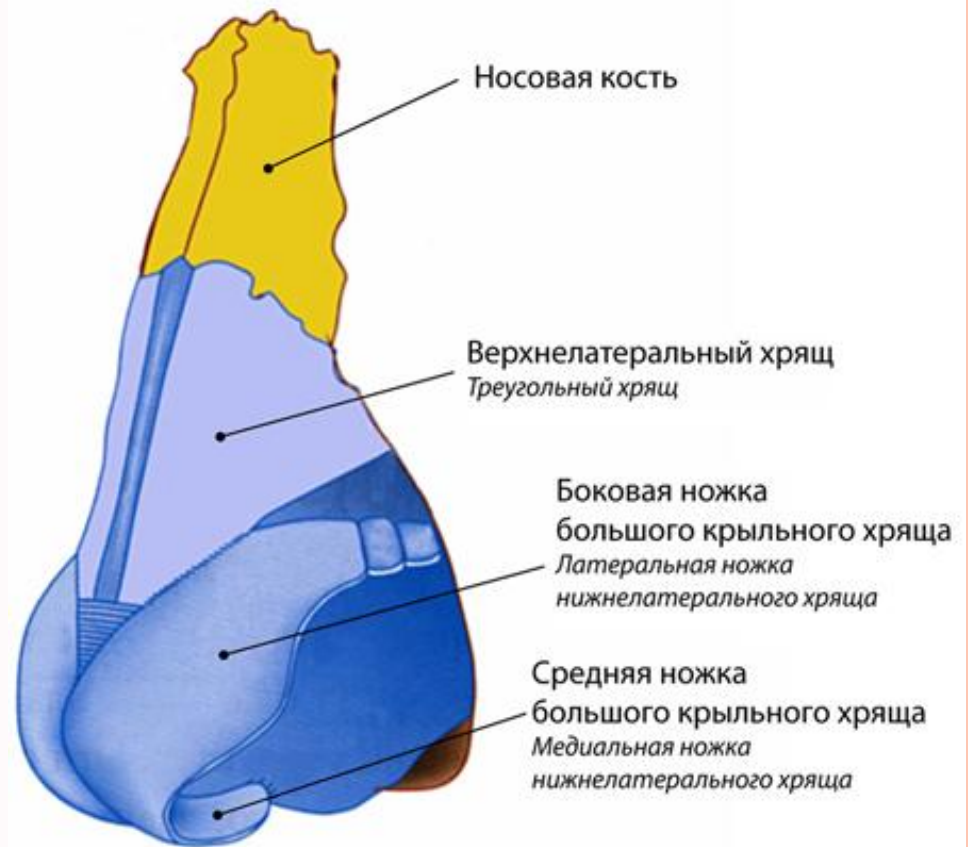 Носовая кость
Верхнелатеральный хрящ
Треугольный хрящ
Боковая ножка
большого крыльного хряща
Латеральная ножка
нижнелатерального хряща
Средняя ножка
большого крыльного хряща
Медиальная ножка
нижнелатерального хряща